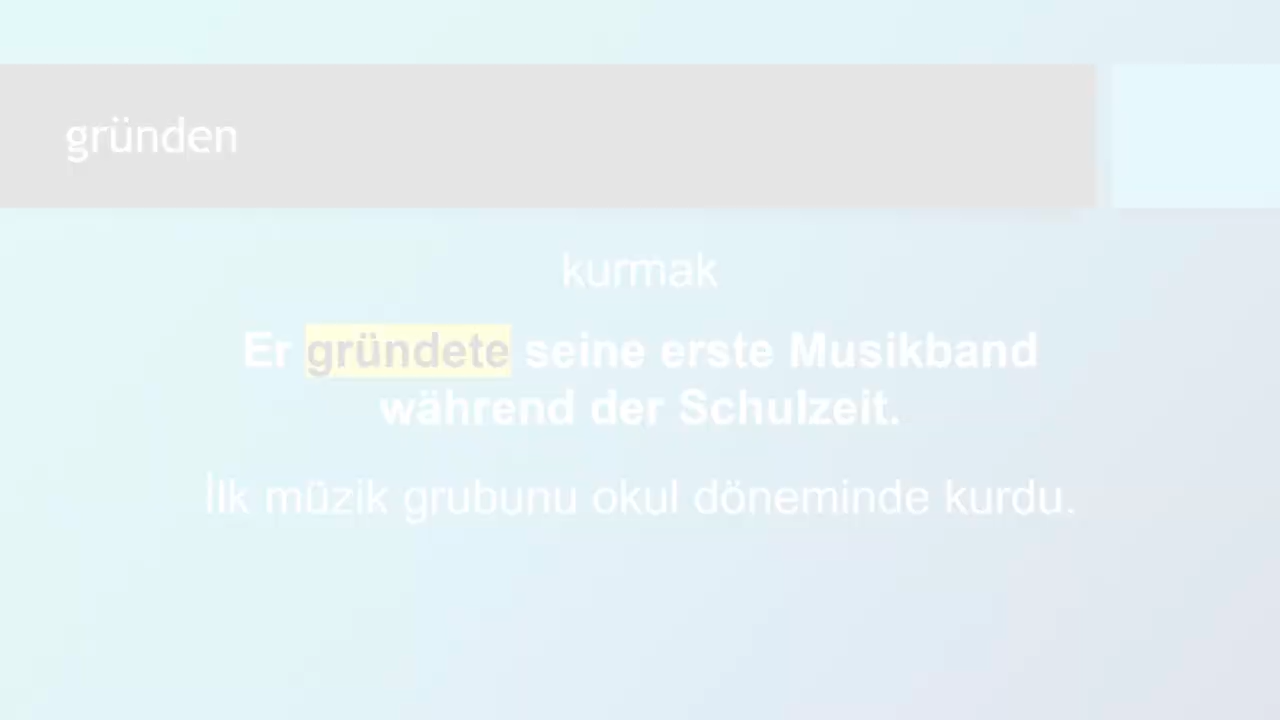 gründen
kurmak
Er gründete seine erste Musikband
während der Schulzeit.
İlk müzik grubunu okul döneminde kurdu.